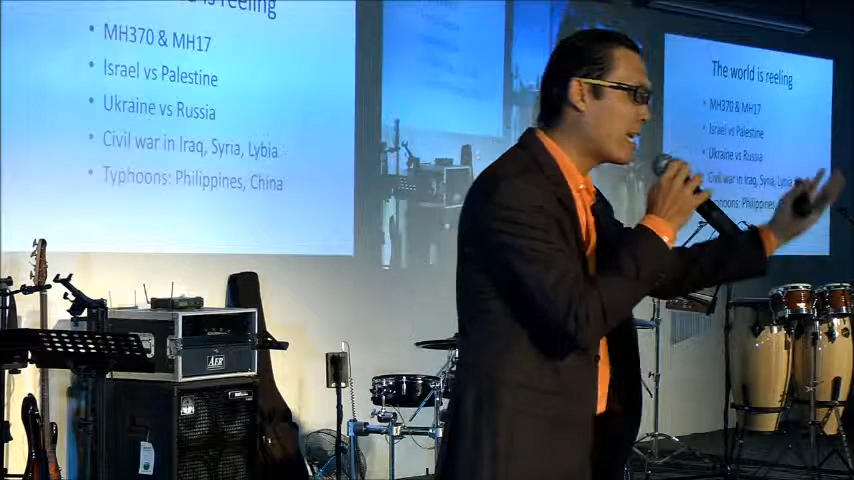 is reeling
• MH370 & MH17
• Israel vs Palestine
• Ukraine vs Russia
• Civil war in Iraq, Syria, Lybia
• Typhoons: Philippines, China
The world is reeling
• MH370 & MH17
• Israel vs Palestine
• Ukraine vs Russia
• Civil war in Iraq, Syria, Lybia
Typhoons: Philippines,
AER